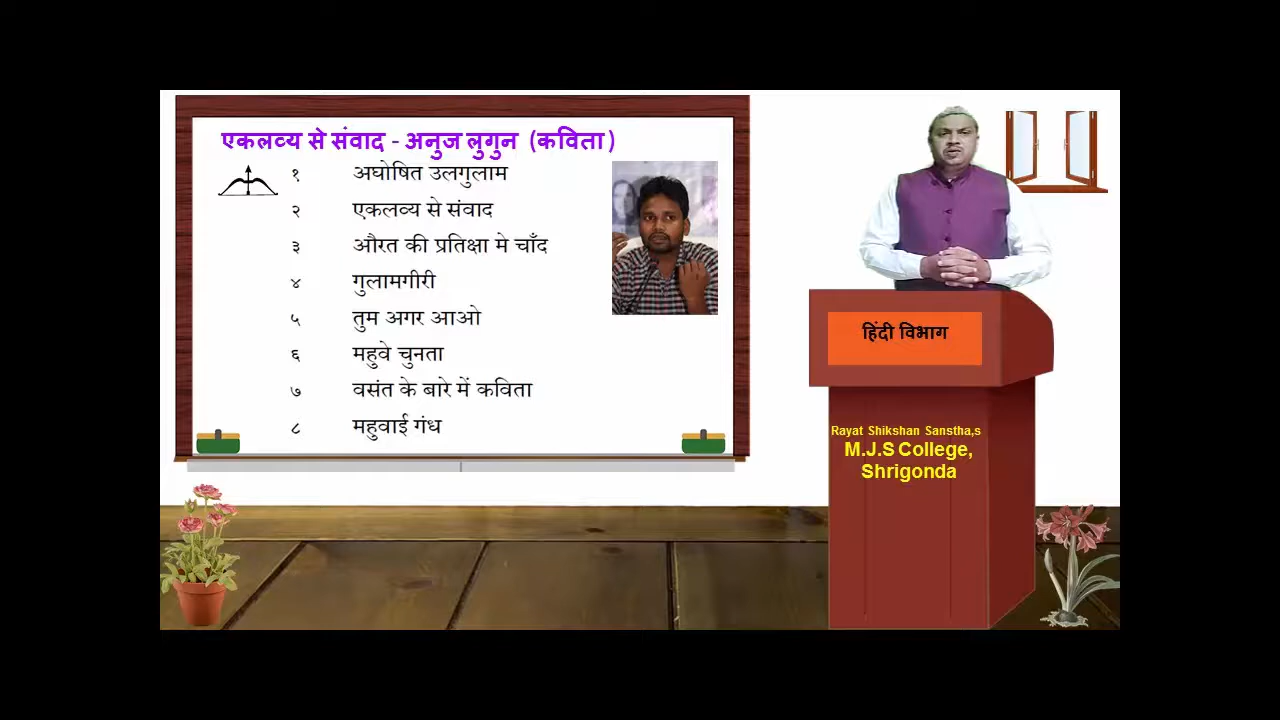 एकलव्य से संवाद - अनुज लुगुन (कविता)
१ अघोषित उलगुलाम
२ एकलव्य से संवाद
३ औरत की प्रतिक्षा मे चाँद
४ गुलामगीरी
५ तुम अगर आओ
६ महुवे चुनता
७ वसंत के बारे में कविता
८ महुवाई गंध
हिंदी विभाग
Rayat Shikshan Sanstha,s
M.J.S College,
Shrigonda